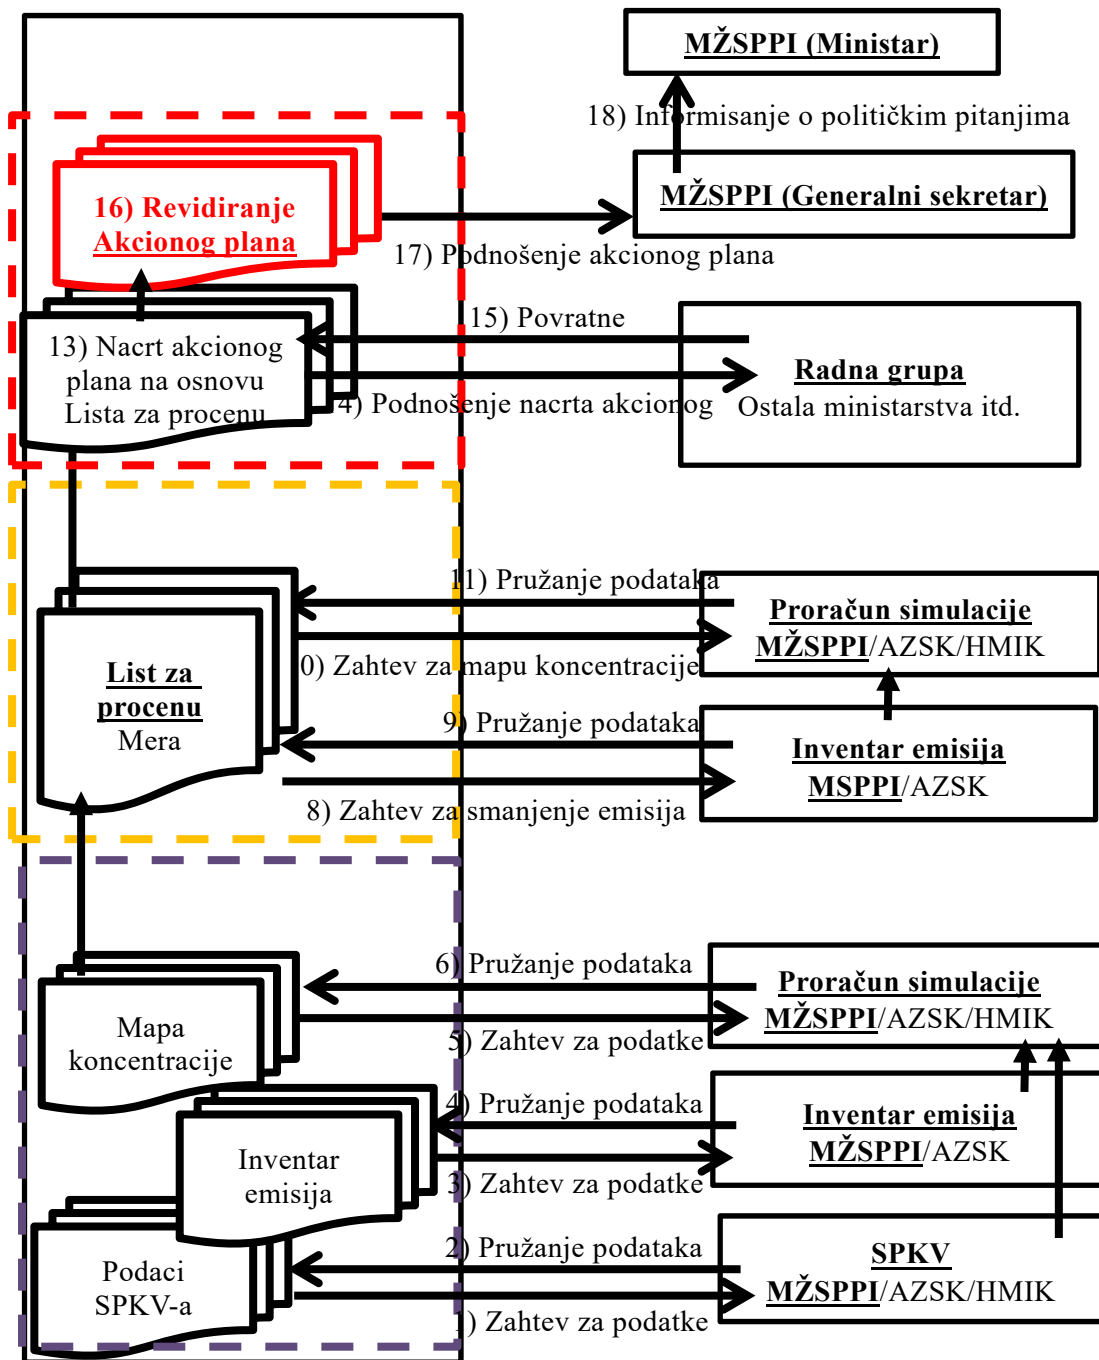 MŽSPPI (Ministar)
18) Informisanje o političkim pitanjima
MŽSPPI (Generalni sekretar)
16) Revidiranje
Akcionog plana
17) Podnošenje akcionog plana
15) Povratne
13) Nacrt akcionog
plana na osnovu
Lista za procenu
4) Podnošenje nacrta akcionog
Radna grupa
Ostala ministarstva itd.
11) Pružanje podataka
Proračun simulacije
MŽSPPI/AZSK/HMIK
0) Zahtev za mapu koncentracije
List za
procenu
Mera
9) Pružanje podataka
Inventar emisija
MSPPI/AZSK
8) Zahtev za smanjenje emisija
6) Pružanje podataka
Proračun simulacije
MŽSPPI/AZSK/HMIK
Mapa
koncentracije
5) Zahtev za podatke
4) Pružanje podataka
Inventar emisija
MŽSPPI/AZSK
Inventar
emisija
3) Zahtev za podatke
2) Pružanje podataka
SPKV
MŽSPPI/AZSK/HMIK
Podaci
SPKV-a
1) Zahtev za podatke